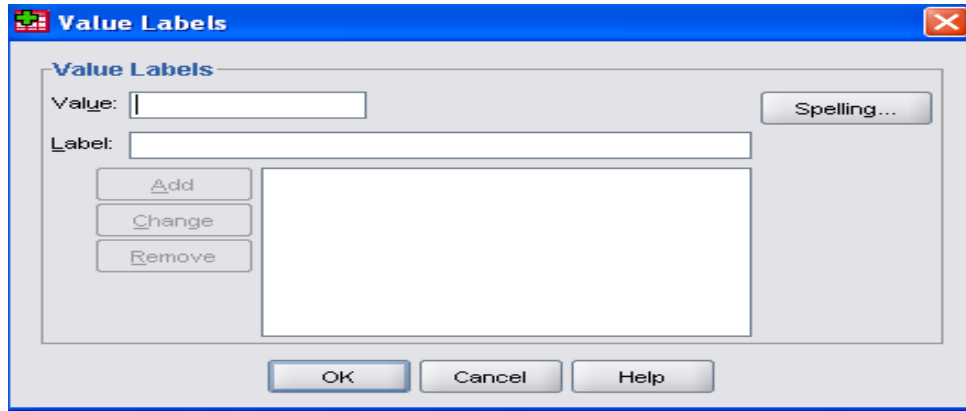 Value Labels
Value Labels
Value:
Spelling...
Label:
Add
Change
Remove
OK Cancel Help